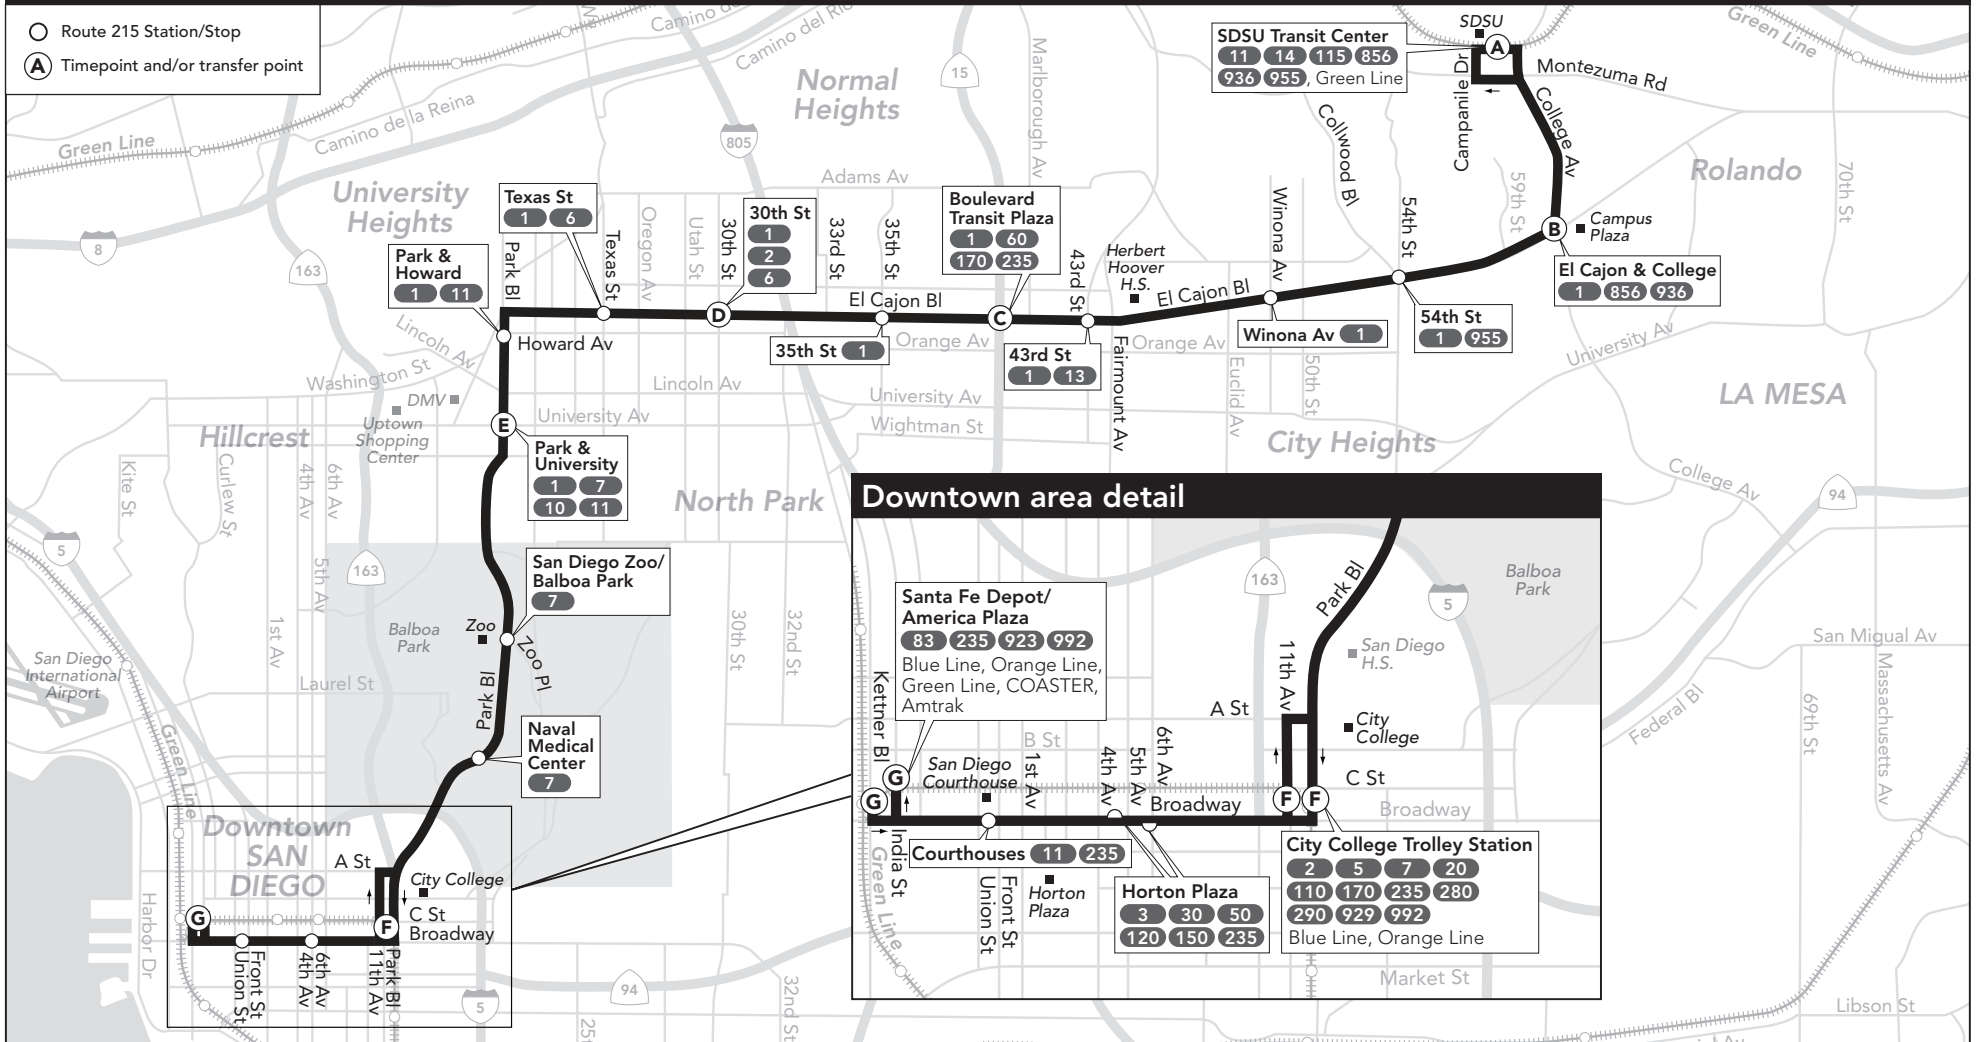 Route 215 Station/Stop
A Timepoint and/or transfer point
Camino del Rio
Green Line
Camino de la Reina
Normal
Heights
15
805
8
163
University
Heights
Adams Av
Marlborough Av
SDSU
SDSU Transit Center
11 14 115 856
936 955, Green Line
A
Green Line
Campanile Dr
Montezuma Rd
College Av
Collwood Bl
Rolando
70th St
59th St
54th St
B
Campus
Plaza
El Cajon & College
1 856 936
Texas St
1 6
Park &
Howard
1 11
Park Bl
Texas St
Oregon Av
Utah St
30th St
30th St
1
2
6
33rd St
35th St
Boulevard
Transit Plaza
1 60
170 235
43rd St
Herbert
Hoover
H.S.
Winona Av
El Cajon Bl
El Cajon Bl
D
C
Howard Av
35th St 1
Orange Av
43rd St
1 13
Fairmount Av
Orange Av
Winona Av 1
54th St
1 955
University Av
Euclid Av
50th St
Lincoln Av
Washington St
DMV
Uptown
Shopping
Center
Lincoln Av
University Av
University Av
Wightman St
LA MESA
City Heights
Hillcrest
E
Park &
University
1 7
10 11
North Park
Kite St
Curlew St
4th Av
6th Av
5th Av
1st Av
5
163
College Av
94
San Diego Zoo/
Balboa Park
7
Balboa
Park
Zoo
Zoo Pl
Park Bl
Laurel St
30th St
32nd St
San Diego
International
Airport
Green Line
Naval
Medical
Center
7
San Migual Av
Massachusetts Av
69th St
Federal Bl
Downtown
SAN
DIEGO
A St
City College
C St
Broadway
G
F
Harbor Dr
Front St
Union St
6th Av
4th Av
Park Bl
11th Av
5
94
25t
32nd St
Libson St
Downtown area detail
Santa Fe Depot/
America Plaza
83 235 923 992
Blue Line, Orange Line,
Green Line, COASTER,
Amtrak
163
5
Balboa
Park
Park Bl
San Diego
H.S.
11th Av
A St
City
College
Kettner Bl
B St
San Diego
Courthouse
1st Av
4th Av
5th Av
6th Av
C St
Broadway
Broadway
G
G
F
F
India St
Green Line
Courthouses 11 235
Union St
Front St
Horton
Plaza
Horton Plaza
3 30 50
120 150 235
City College Trolley Station
2 5 7 20
110 170 235 280
290 929 992
Blue Line, Orange Line
Market St